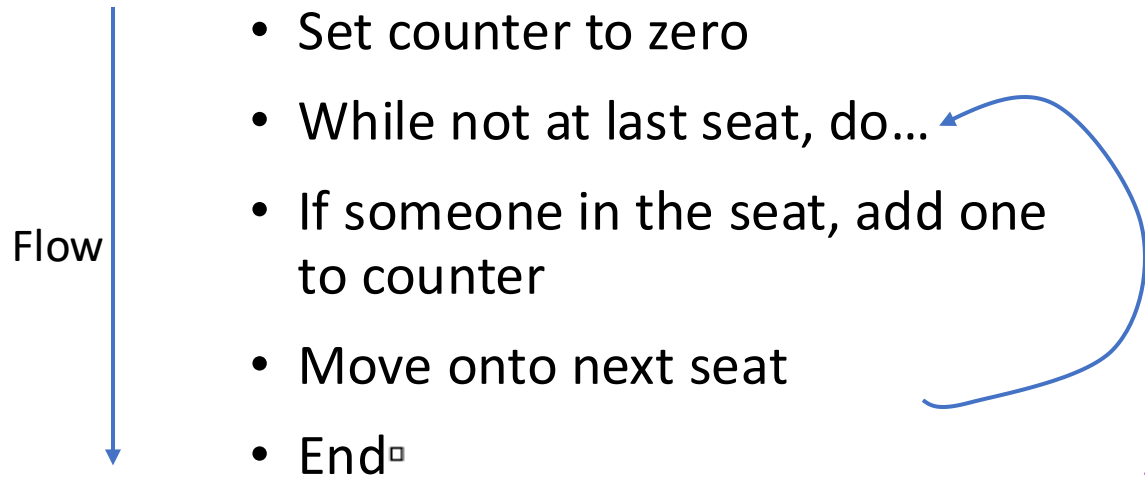 • Set counter to zero
• While not at last seat, do…
• If someone in the seat, add one
to counter
Flow
• Move onto next seat
• End